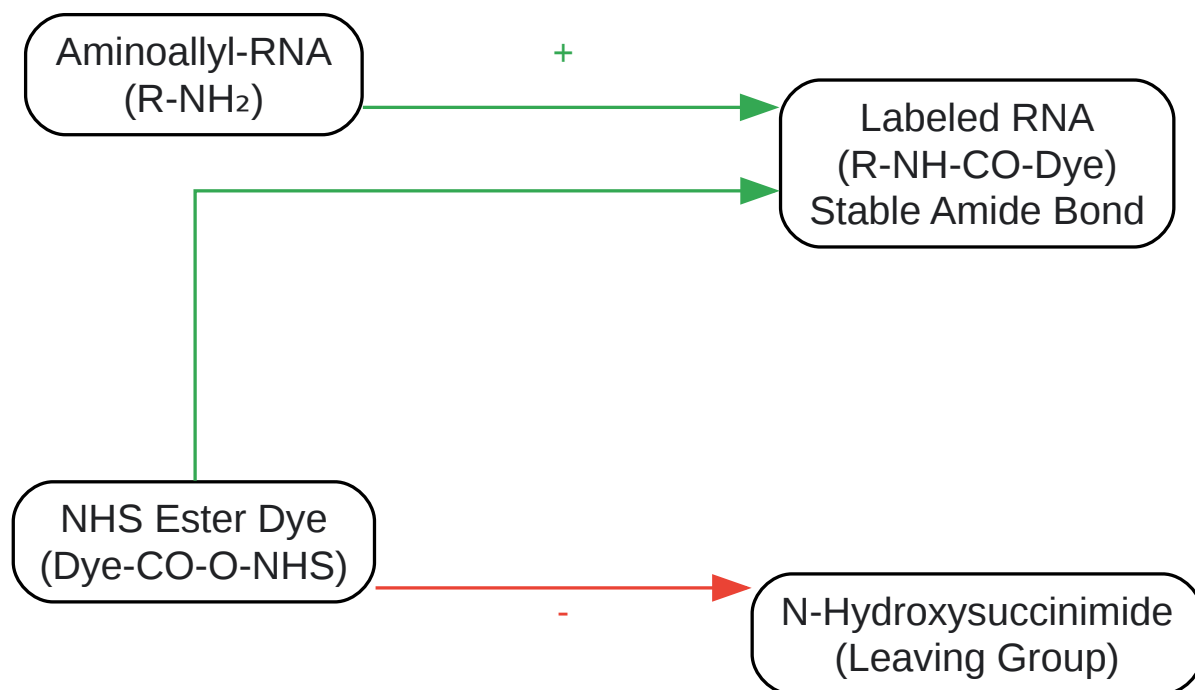 Aminoallyl-RNA
(R-NH₂)
+
Labeled RNA
(R-NH-CO-Dye)
Stable Amide Bond
NHS Ester Dye
(Dye-CO-O-NHS)
-
N-Hydroxysuccinimide
(Leaving Group)